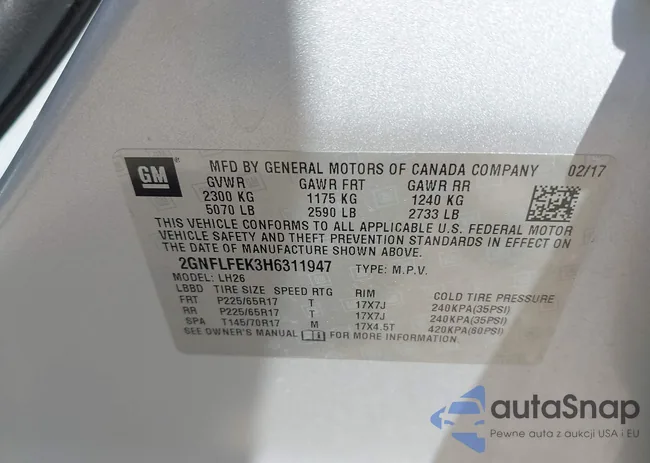 GM
MFD BY GENERAL MOTORS OF CANADA COMPANY 02/17
GVWR GAWR FRT GAWR RR
2300 KG 1175 KG 1240 KG
5070 LB 2590 LB 2733 LB
THIS VEHICLE CONFORMS TO ALL APPLICABLE U.S. FEDERAL MOTOR
VEHICLE SAFETY AND THEFT PREVENTION STANDARDS IN EFFECT ON
THE DATE OF MANUFACTURE SHOWN ABOVE.
2GNFLFEK3H6311947 TYPE: M.P.V.
MODEL: LH26
LBBD TIRE SIZE SPEED RTG RIM COLD TIRE PRESSURE
FRT P225/65R17 T 17X7J 240KPA(35PSI)
RR P225/65R17 T 17X7J 240KPA(35PSI)
SPA T145/70R17 M 17X4.5T 420KPA(60PSI)
SEE OWNER'S MANUAL FOR MORE INFORMATION.
autaSnap
Pewne auta z aukcji USA i EU